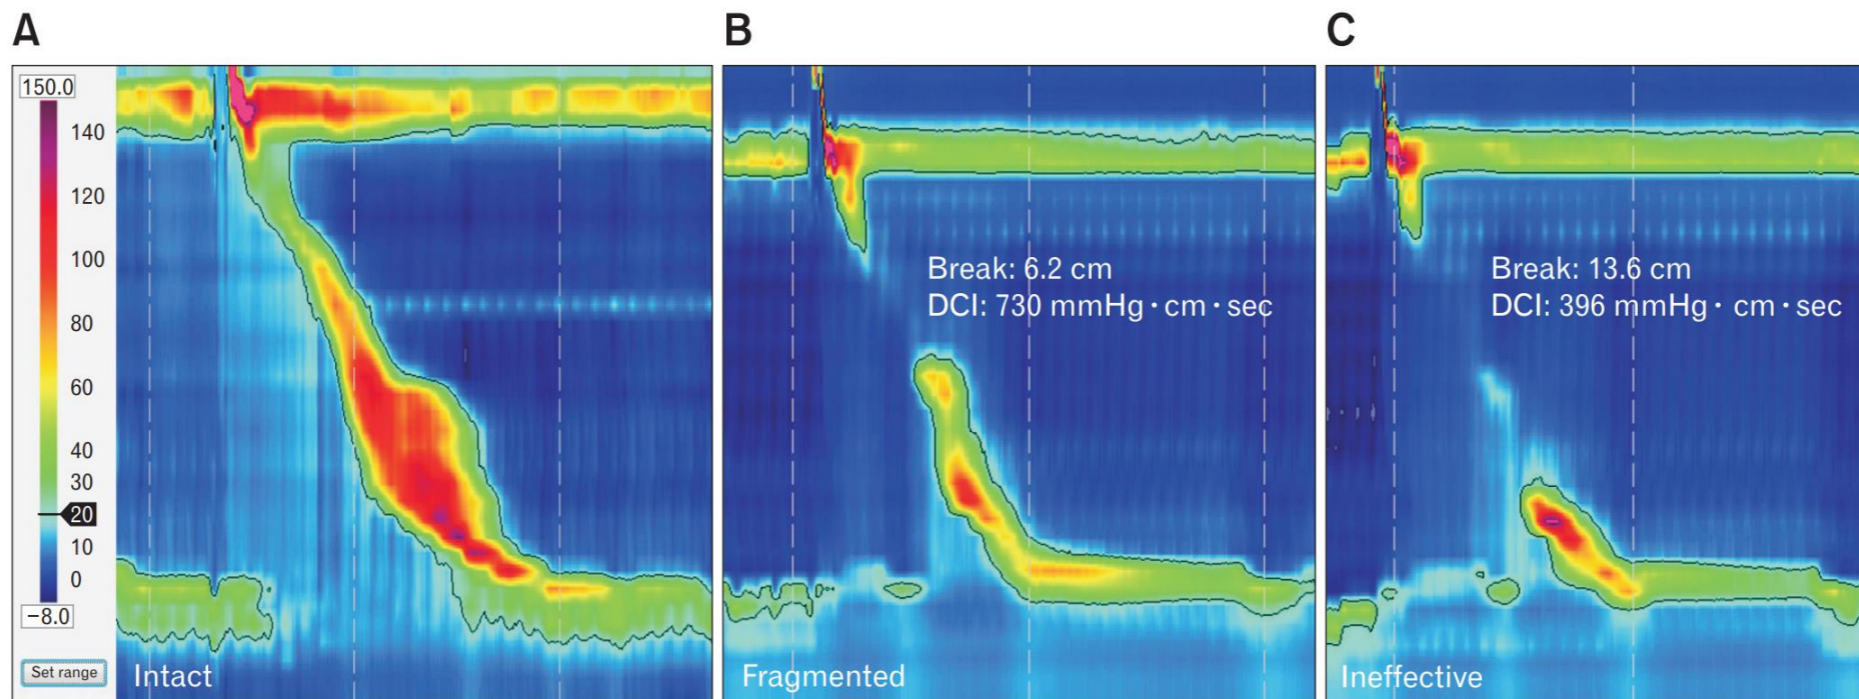 A
B
C
150.0
140
120
100
80
60
40
30
20
10
0
−8.0
Set range
Intact
Break: 6.2 cm
DCI: 730 mmHg·cm·sec
Fragmented
Break: 13.6 cm
DCI: 396 mmHg· cm·sec
Ineffective